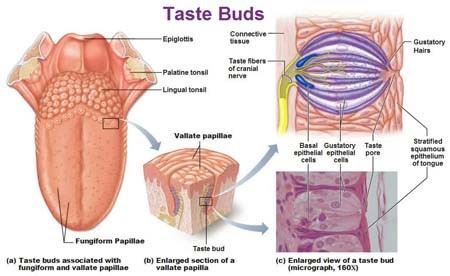 Taste Buds
Epiglottis
Palatine tonsil
Lingual tonsil
Fungiform Papillae
(a) Taste buds associated with
fungiform and vallate papillae
Vallate papillae
Taste bud
(b) Enlarged section of a
vallate papilla
Connective
tissue
Taste fibers
of cranial
nerve
Gustatory
Hairs
Basal
epithelial
cells
Gustatory
epithelial
cells
Taste
pore
Stratified
squamous
epithelium
of tongue
(c) Enlarged view of a taste bud
(micrograph, 160%)